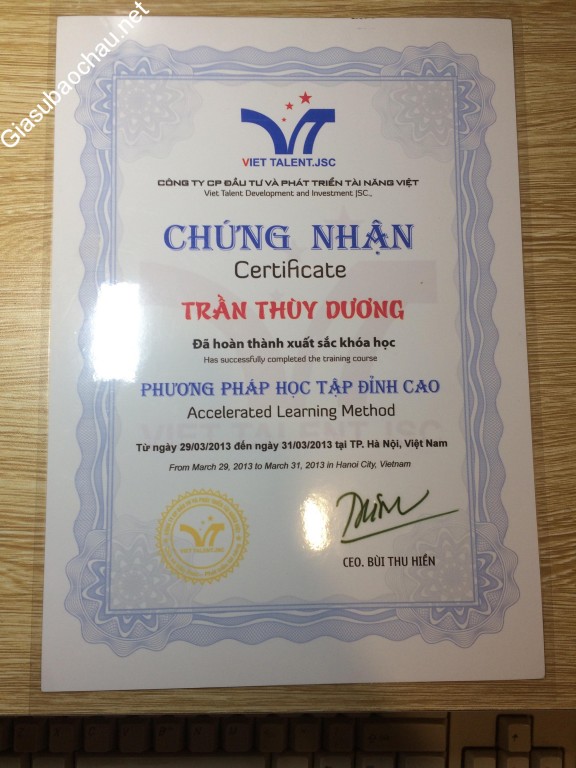 Giasubaochau.net
VIET TALENT.JSC
CÔNG TY CP ĐẦU TƯ VÀ PHÁT TRIỂN TÀI NĂNG VIỆT
Viet Talent Development and Investment JSC.,
CHỨNG NHẬN
Certificate
TRẦN THÙY DƯƠNG
Đã hoàn thành xuất sắc khóa học
Has successfully completed the training course
PHƯƠNG PHÁP HỌC TẬP ĐỈNH CAO
Accelerated Learning Method
Từ ngày 29/03/2013 đến ngày 31/03/2013 tại TP. Hà Nội, Việt Nam
From March 29, 2013 to March 31, 2013 in Hanoi City, Vietnam
VIET TALENT.JSC
CEO. BÙI THU HIỀN